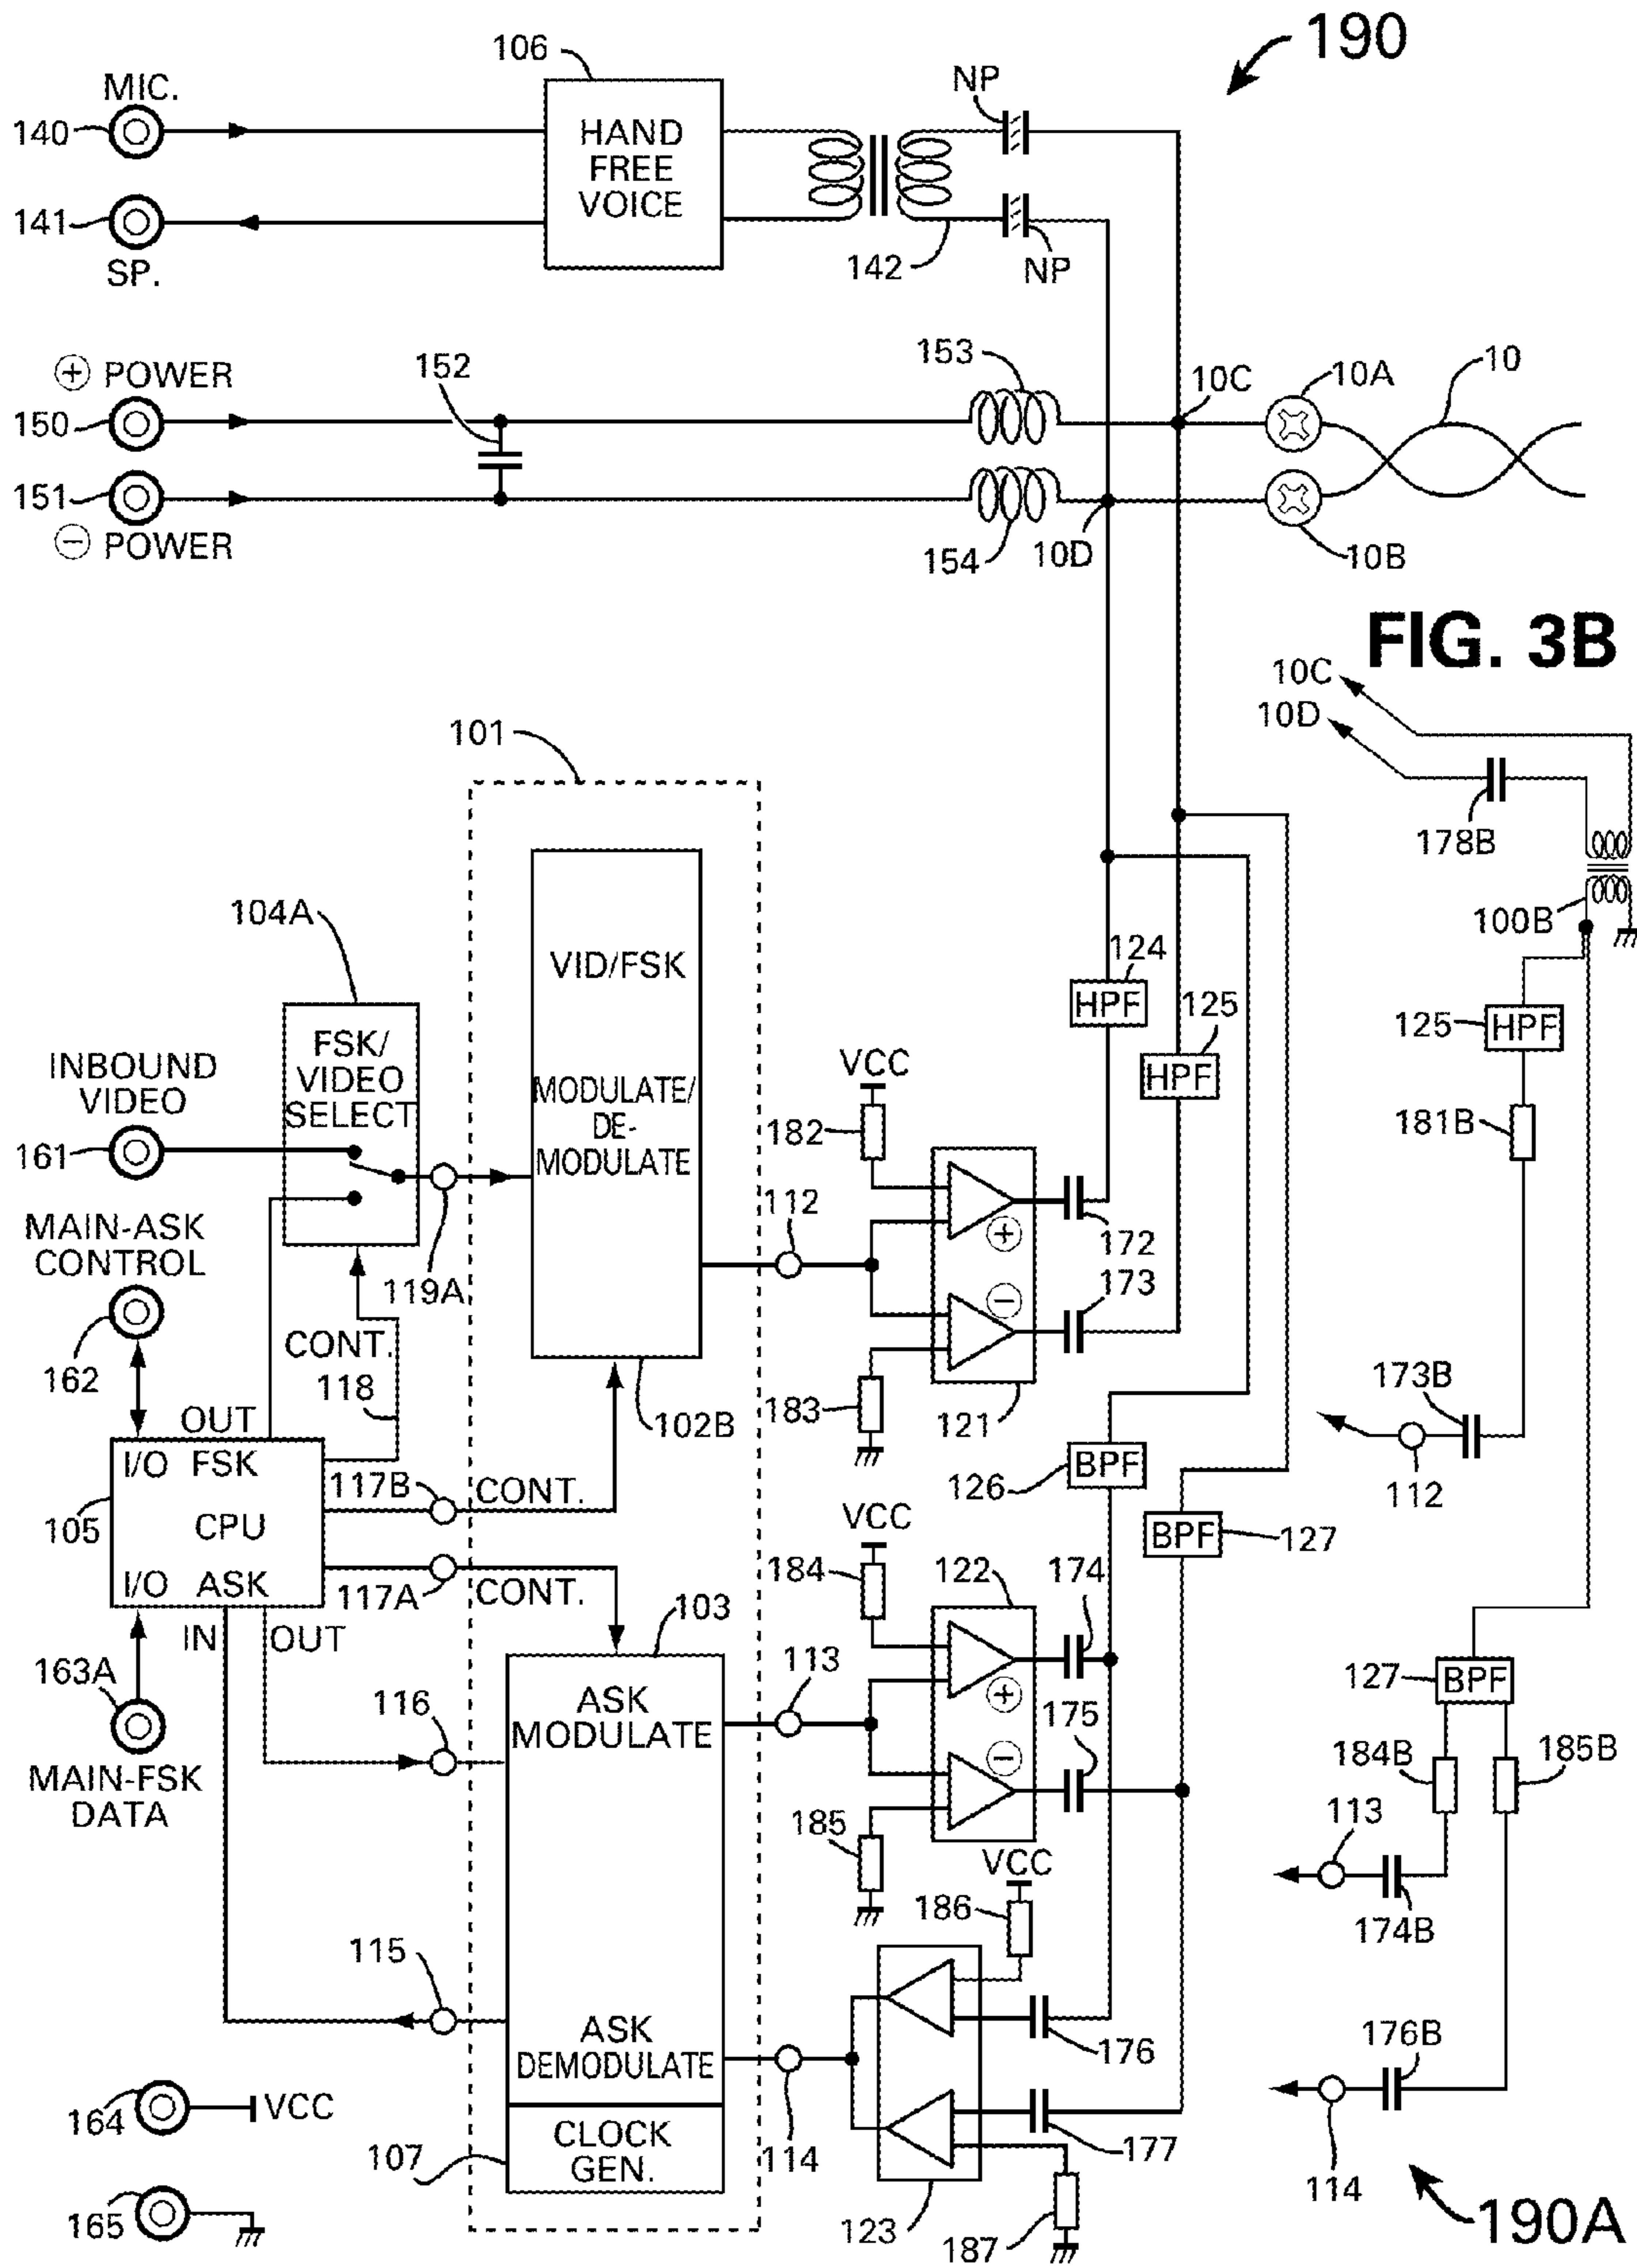 190
106
MIC.
140
HAND
FREE
VOICE
NP
141
SP.
142
NP
+ POWER
152
153
10C
10A
10
150
151
− POWER
154
10D
10B
FIG. 3B
10C
10D
101
178B
100B
104A
VID/FSK
124
HPF
125
HPF
125
HPF
FSK/
VIDEO
SELECT
INBOUND
VIDEO
MODULATE/
DE-
MODULATE
VCC
182
181B
161
112
+
172
MAIN-ASK
CONTROL
119A
−
173
162
CONT.
118
173B
OUT
102B
183
121
I/O FSK
117B
CONT.
126
BPF
112
105
CPU
VCC
BPF
127
I/O ASK
117A
CONT.
184
122
174
IN
OUT
103
163A
116
ASK
MODULATE
113
+
175
127
BPF
MAIN-FSK
DATA
−
184B
185B
185
113
VCC
174B
186
115
ASK
DEMODULATE
176
176B
164
VCC
107
CLOCK
GEN.
114
177
114
165
123
187
190A